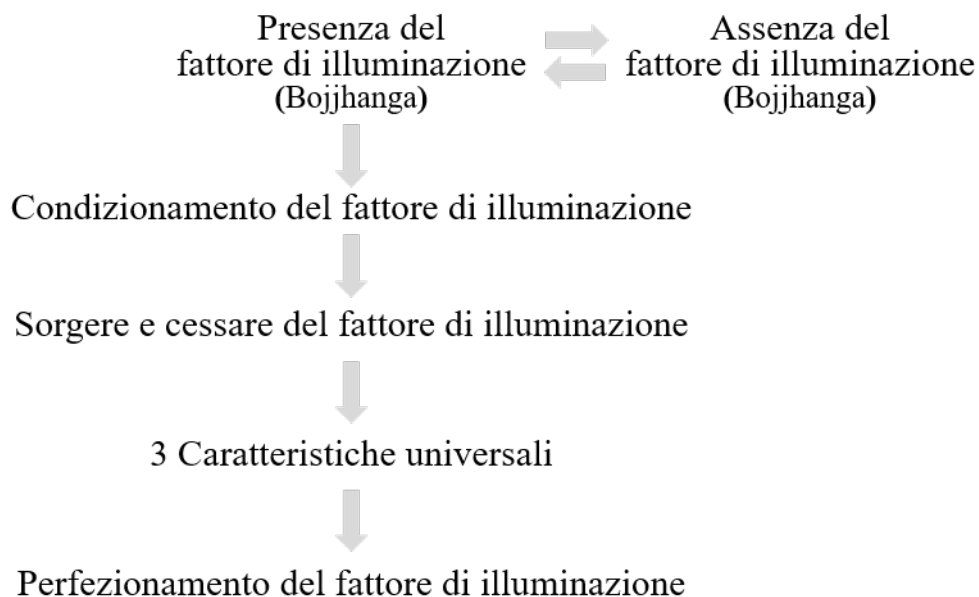 Presenza del
fattore di illuminazione
(Bojjhanga)
Assenza del
fattore di illuminazione
(Bojjhanga)
Condizionamento del fattore di illuminazione
Sorgere e cessare del fattore di illuminazione
3 Caratteristiche universali
Perfezionamento del fattore di illuminazione